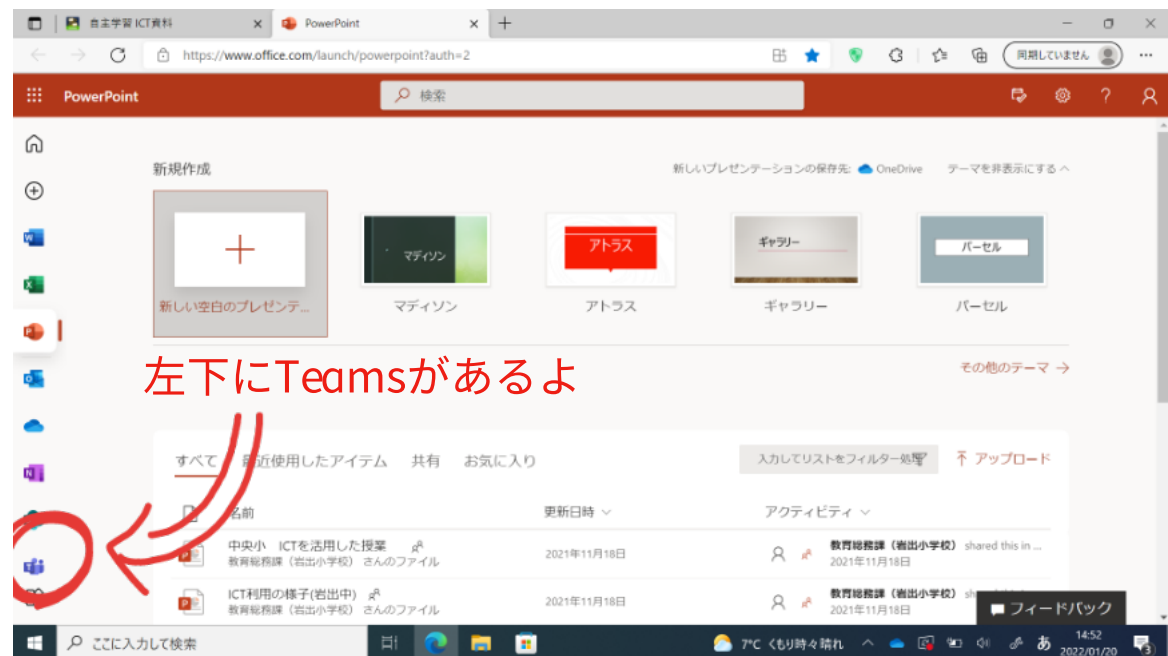 自主学習 ICT資料
PowerPoint
https://www.office.com/launch/powerpoint?auth=2
同期していません
PowerPoint
検索
新規作成
新しいプレゼンテーションの保存先: OneDrive
テーマを非表示にする
マディソン
アトラス
ギャラリー
パーセル
新しい空白のプレゼンテ...
マディソン
アトラス
ギャラリー
パーセル
左下にTeamsがあるよ
その他のテーマ →
すべて
近使用したアイテム
共有
お気に入り
入力してリストをフィルター処理
アップロード
名前
更新日時
アクティビティ
中央小 ICTを活用した授業
教育総務課（岩出小学校） さんのファイル
2021年11月18日
教育総務課（岩出小学校） shared this in ...
2021年11月18日
ICT利用の様子(岩出中)
教育総務課（岩出小学校） さんのファイル
2021年11月18日
教育総務課（岩出小学校）
2021年11月18日
フィードバック
ここに入力して検索
7°C くもり時々晴れ
あ
14:52
2022/01/20
3